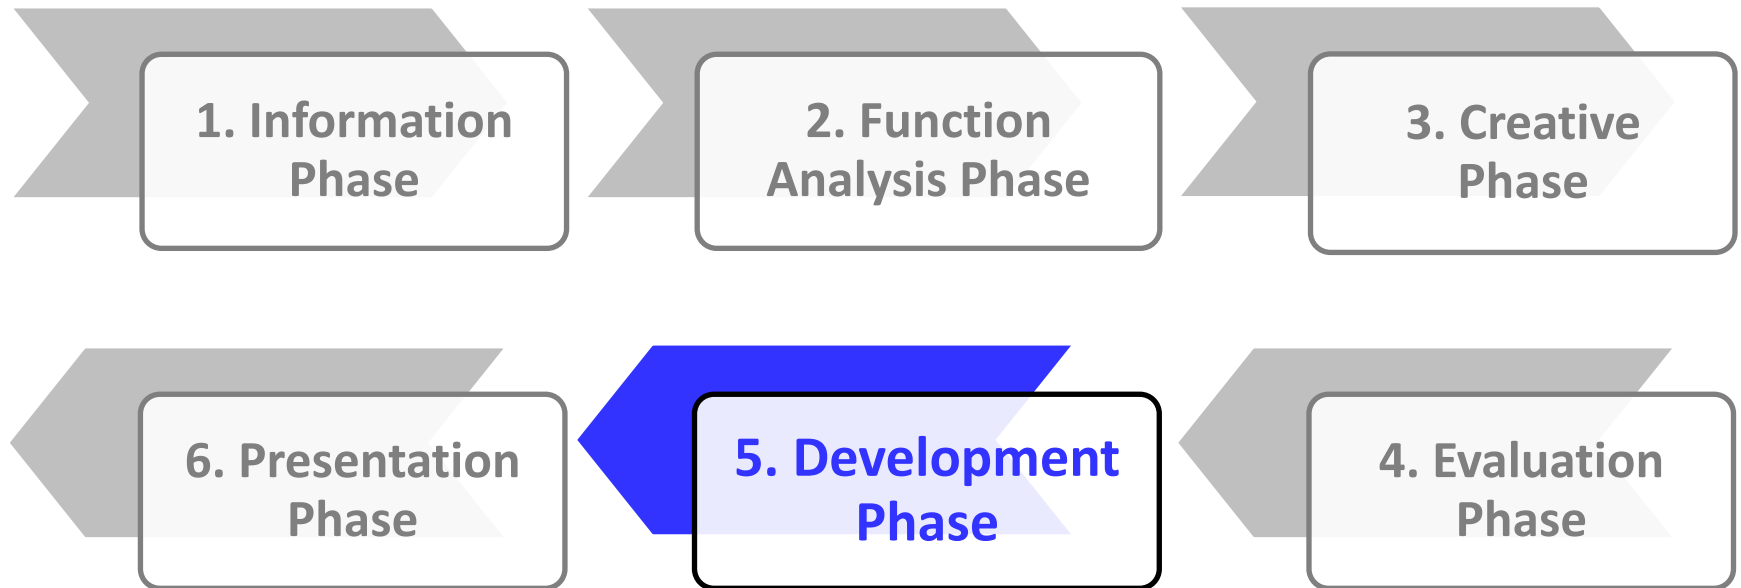 1. Information
Phase
2. Function
Analysis Phase
3. Creative
Phase
4. Evaluation
Phase
5. Development
Phase
6. Presentation
Phase